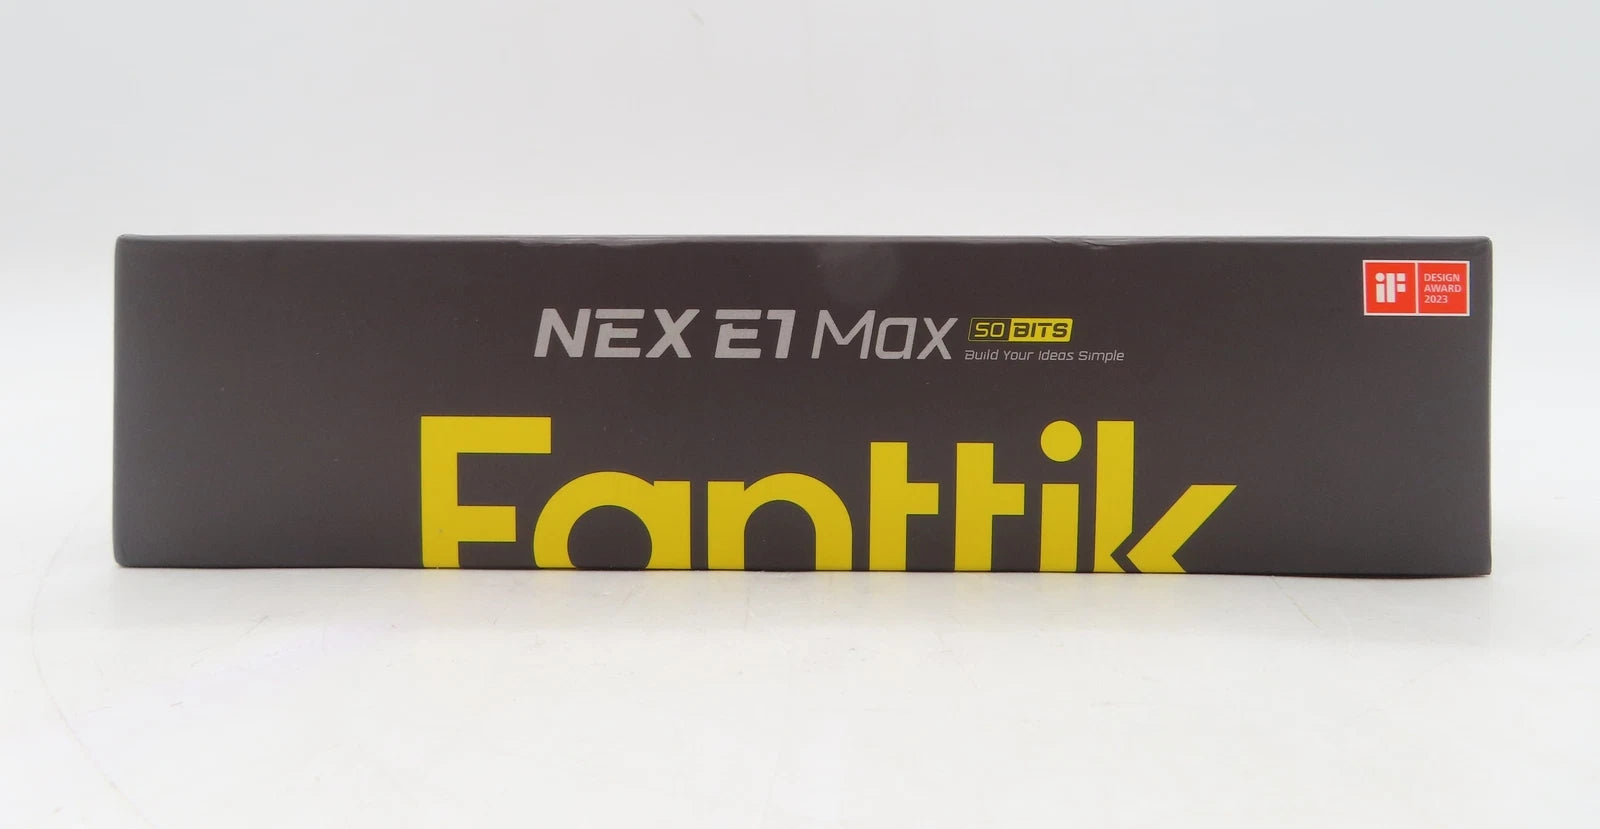 iF DESIGN
AWARD
2023
NEX E1 Max 50 BITS
Build Your Ideas Simple
Fanttik